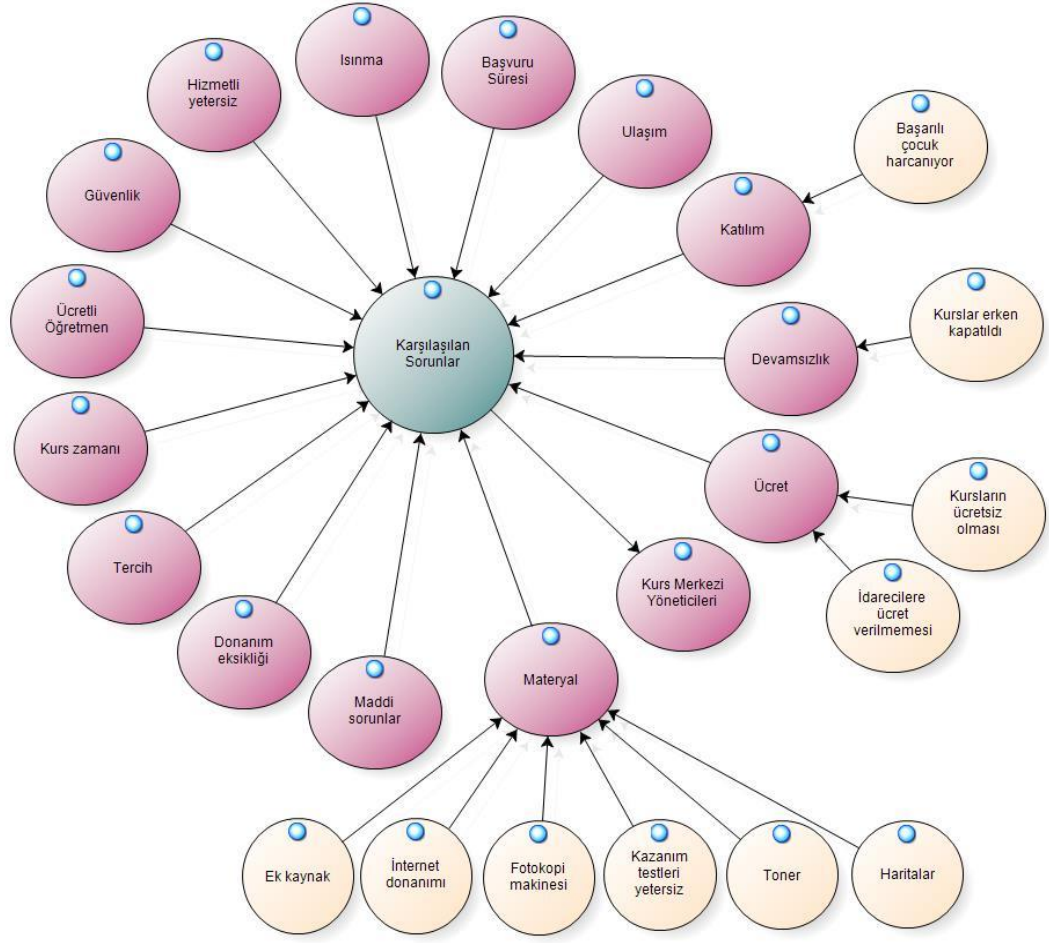 Isınma
Başvuru
Süresi
Hizmetli
yetersiz
Ulaşım
Başarılı
çocuk
harcanıyor
Güvenlik
Katılım
Ücretli
Öğretmen
Karşılaşılan
Sorunlar
Kurslar erken
kapatıldı
Devamsızlık
Kurs zamanı
Ücret
Kursların
ücretsiz
olması
Tercih
Kurs Merkezi
Yöneticileri
İdarecilere
ücret
verilmemesi
Donanım
eksikliği
Maddi
sorunlar
Materyal
Ek kaynak
İnternet
donanımı
Fotokopi
makinesi
Kazanım
testleri
yetersiz
Toner
Haritalar